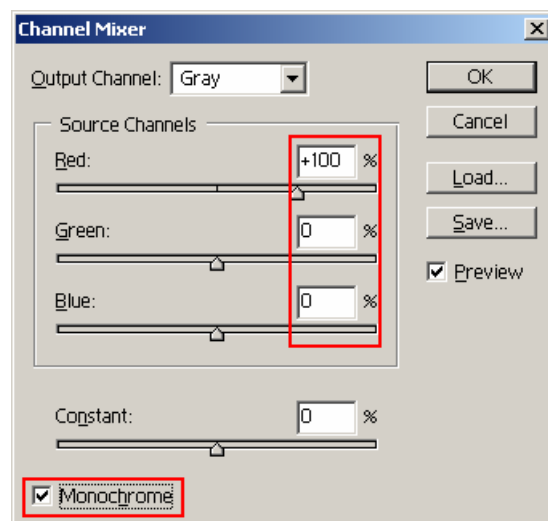 Channel Mixer
Output Channel: Gray
OK
Source Channels
Cancel
Red: +100 %
Load...
Green: 0 %
Save...
Preview
Blue: 0 %
Constant: 0 %
Monochrome